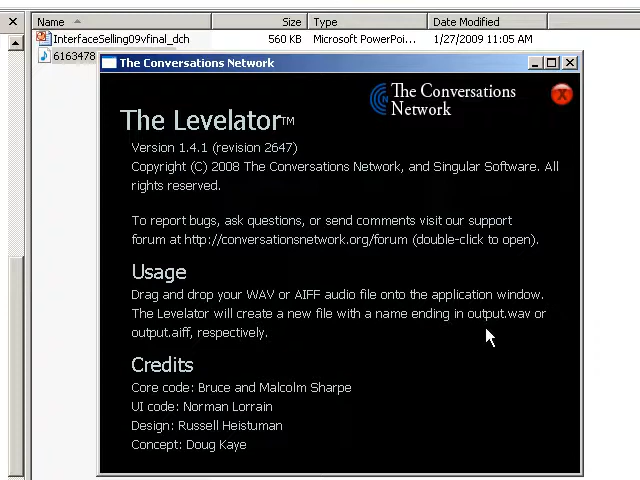 Name Size Type Date Modified
InterfaceSelling09vfinal_dch 560 KB Microsoft PowerPoi... 1/27/2009 11:05 AM
6163478
The Conversations Network
The Conversations
Network
The Levelator™
Version 1.4.1 (revision 2647)
Copyright (C) 2008 The Conversations Network, and Singular Software. All
rights reserved.
To report bugs, ask questions, or send comments visit our support
forum at http://conversationsnetwork.org/forum (double-click to open).
Usage
Drag and drop your WAV or AIFF audio file onto the application window.
The Levelator will create a new file with a name ending in output.wav or
output.aiff, respectively.
Credits
Core code: Bruce and Malcolm Sharpe
UI code: Norman Lorrain
Design: Russell Heistuman
Concept: Doug Kaye